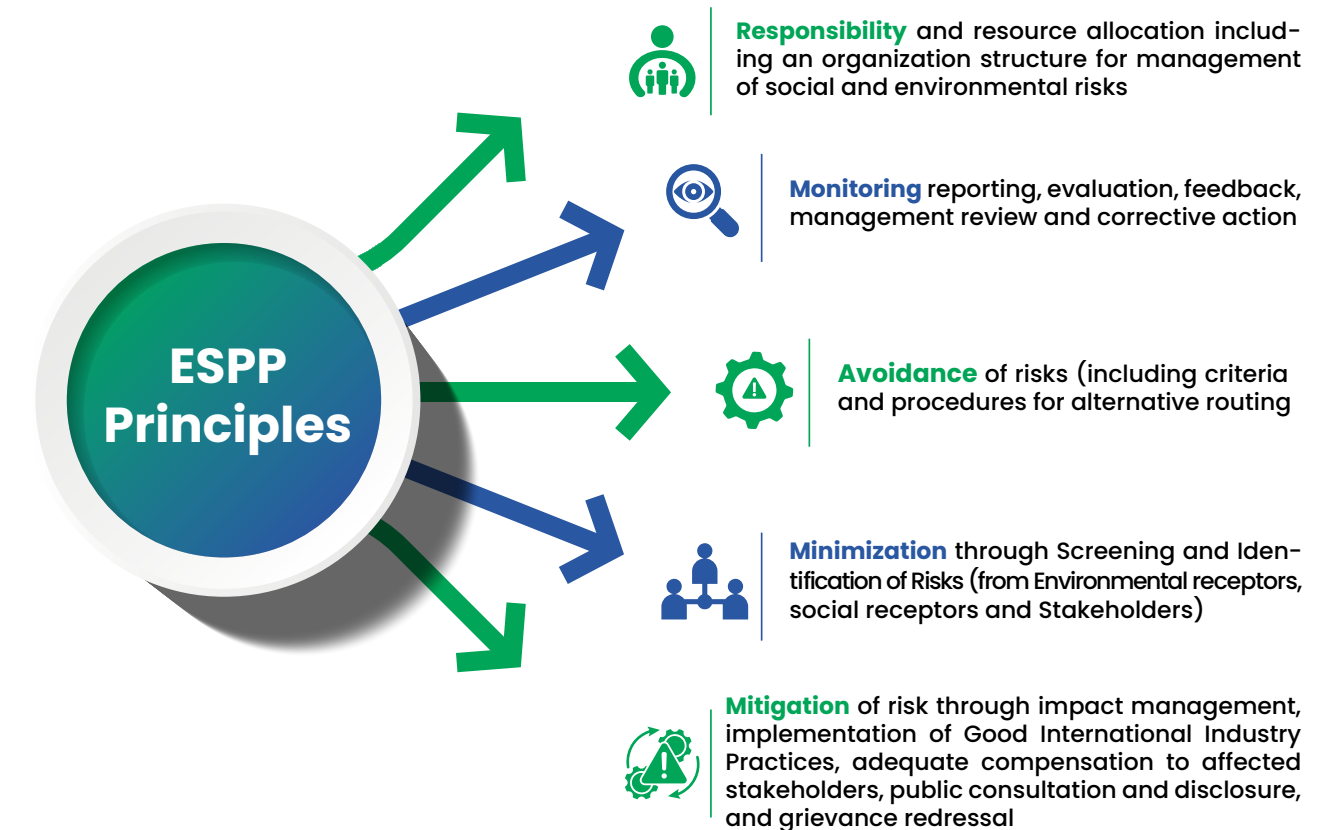 ESPP
Principles
Responsibility and resource allocation includ-
ing an organization structure for management
of social and environmental risks
Monitoring reporting, evaluation, feedback,
management review and corrective action
Avoidance of risks (including criteria
and procedures for alternative routing
Minimization through Screening and Iden-
tification of Risks (from Environmental receptors,
social receptors and Stakeholders)
Mitigation of risk through impact management,
implementation of Good International Industry
Practices, adequate compensation to affected
stakeholders, public consultation and disclosure,
and grievance redressal